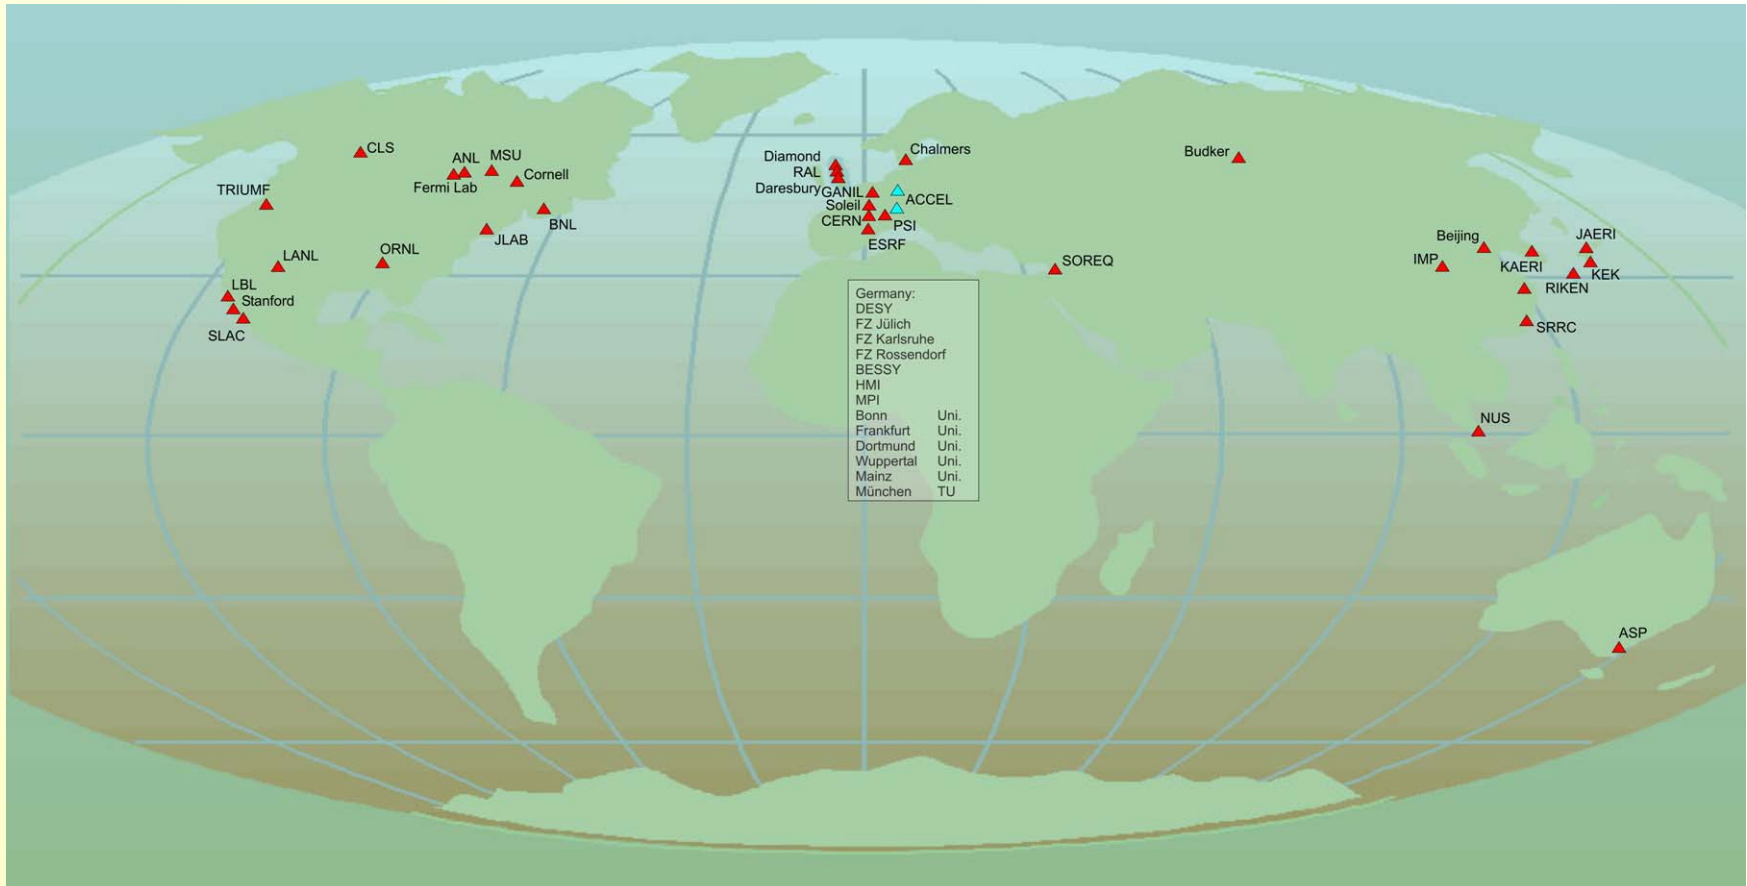 CLS
ANL
MSU
Fermi Lab
Cornell
TRIUMF
BNL
JLAB
LANL
ORNL
LBL
Stanford
SLAC
Diamond
RAL
Daresbury
Chalmers
GANIL
ACCEL
Soleil
CERN
PSI
ESRF
SOREQ
Budker
Beijing
JAERI
IMP
KAERI
KEK
RIKEN
SRRC
NUS
ASP
Germany:
DESY
FZ Jülich
FZ Karlsruhe
FZ Rossendorf
BESSY
HMI
MPI
Bonn Uni.
Frankfurt Uni.
Dortmund Uni.
Wuppertal Uni.
Mainz Uni.
München TU